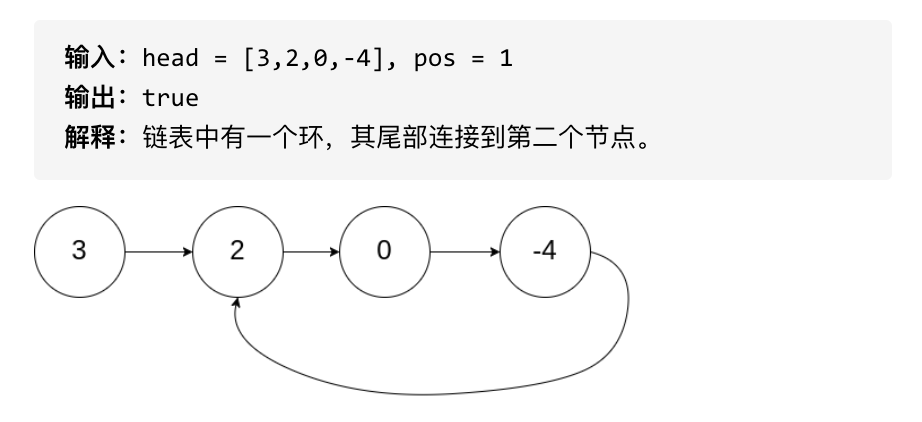 输入：head = [3,2,0,-4], pos = 1
输出：true
解释：链表中有一个环，其尾部连接到第二个节点。
3 2 0 -4